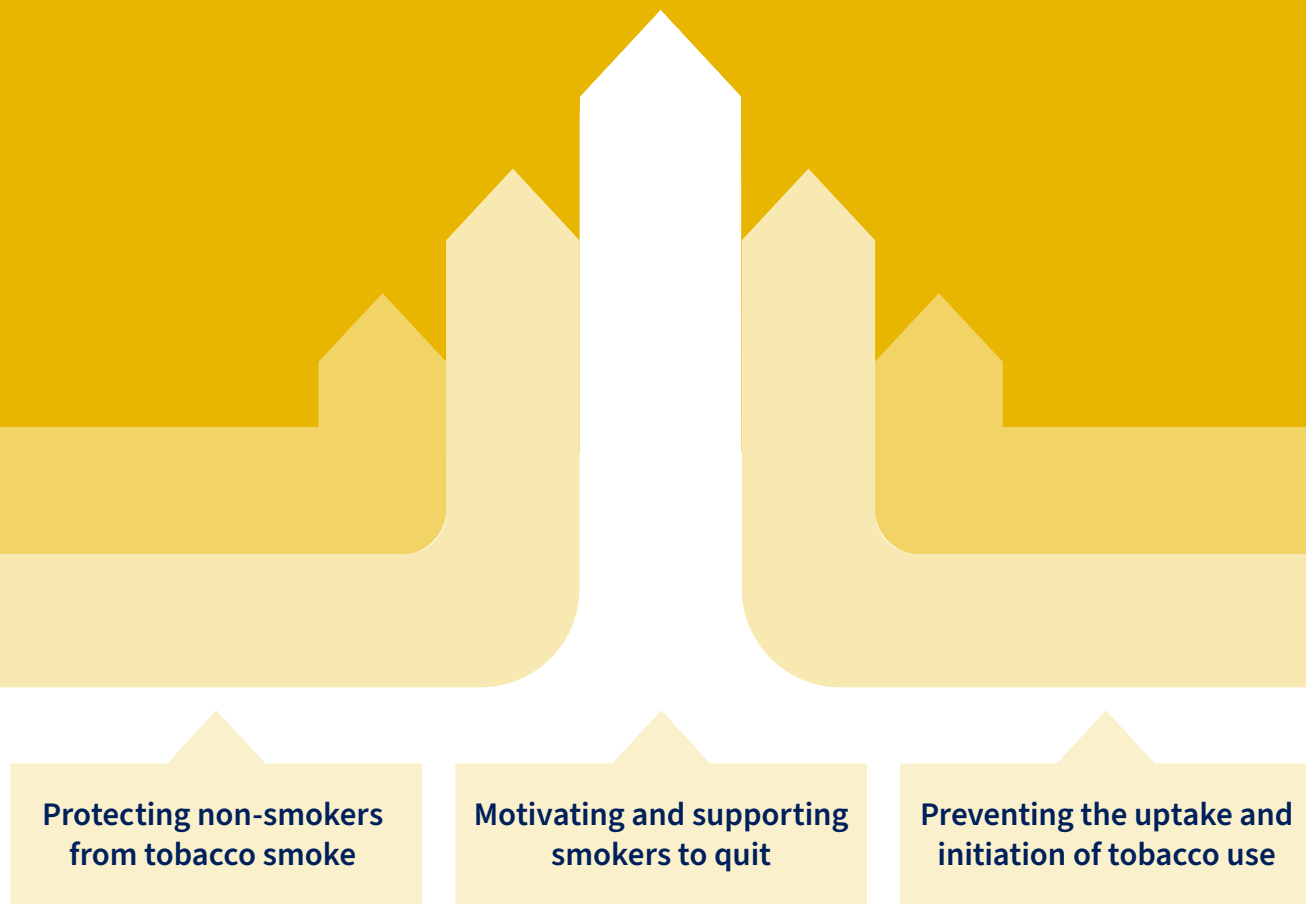 Protecting non-smokers
from tobacco smoke
Motivating and supporting
smokers to quit
Preventing the uptake and
initiation of tobacco use